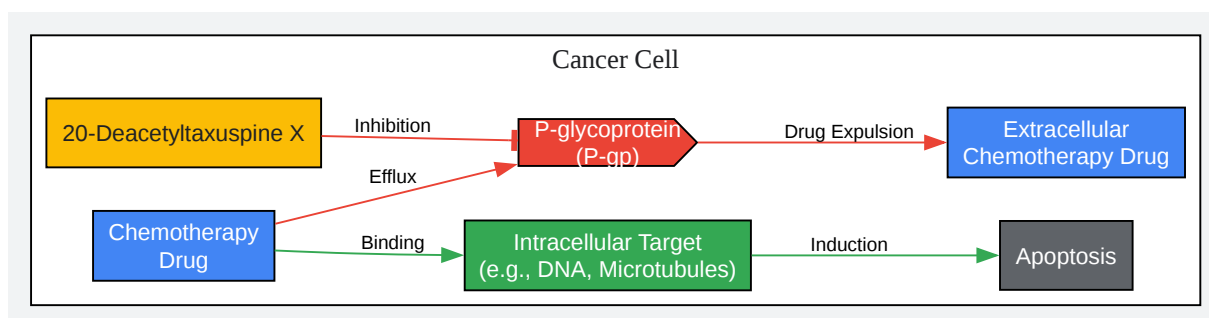 Cancer Cell
20-Deacetyltaxuspine X
Inhibition
P-glycoprotein
(P-gp)
Drug Expulsion
Extracellular
Chemotherapy Drug
Efflux
Chemotherapy
Drug
Binding
Intracellular Target
(e.g., DNA, Microtubules)
Induction
Apoptosis